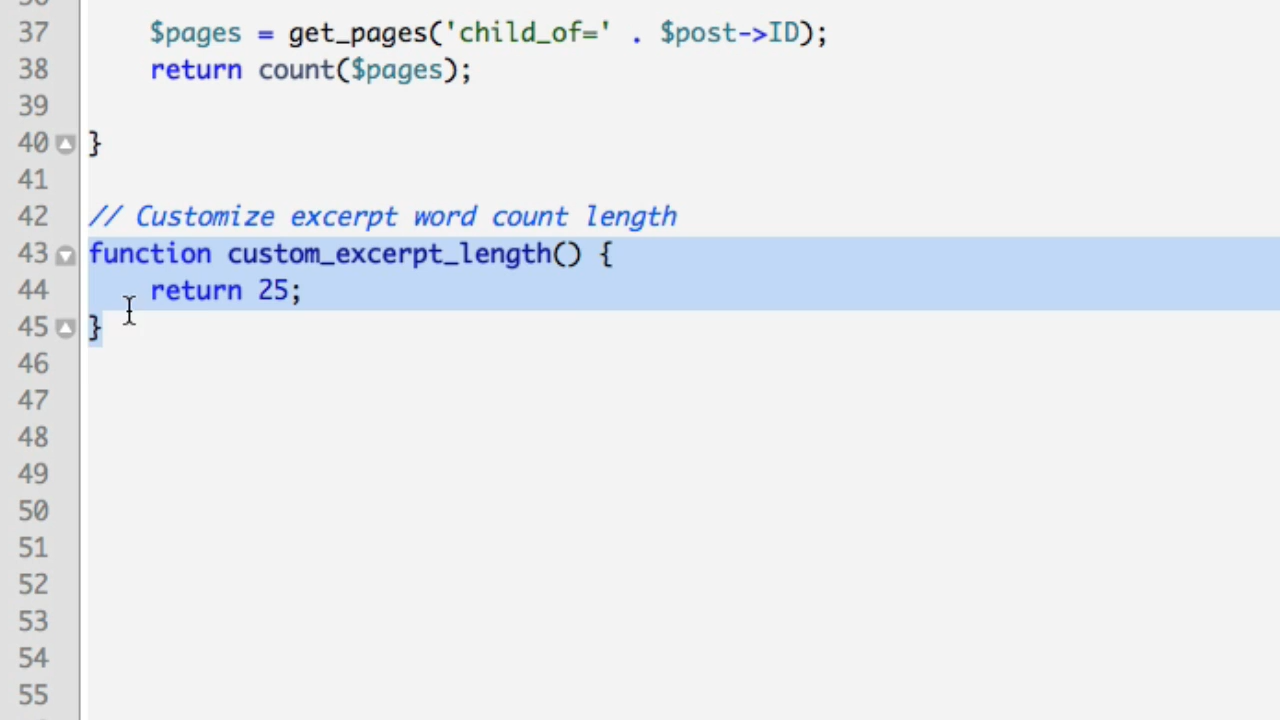 37 $pages = get_pages('child_of=' . $post->ID);
38 return count($pages);
39
40 }
41
42 // Customize excerpt word count length
43 function custom_excerpt_length() {
44 return 25;
45 }
46
47
48
49
50
51
52
53
54
55